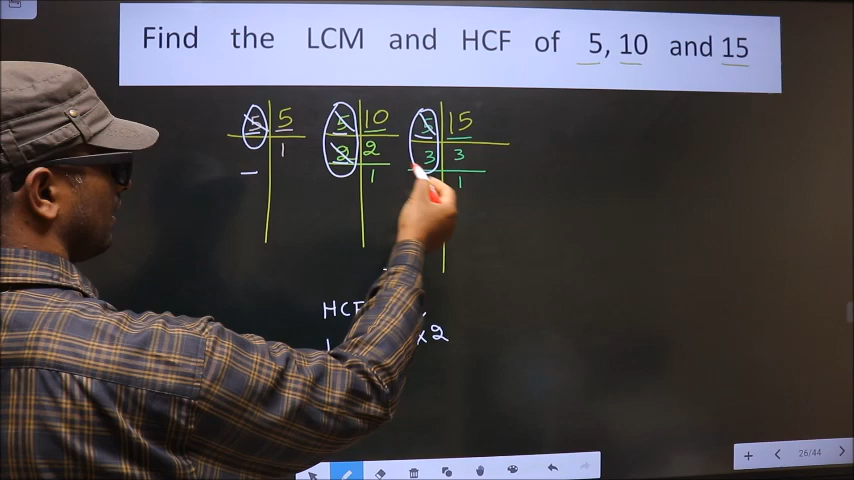 Find the LCM and HCF of 5, 10 and 15
5 5 5 10 5 15
1 2 2 3 3
1 1
HCF
× 2
26/44